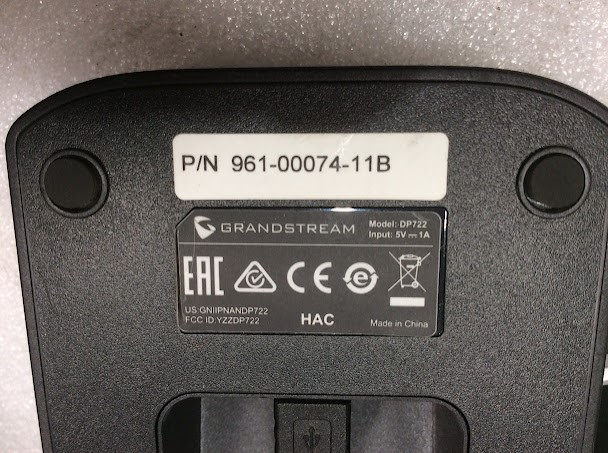 P/N 961-00074-11B
GRANDSTREAM
Model: DP722
Input: 5V⎓1A
EAC CE e
US:GNIIPNANDP722
FCC ID:YZZDP722
HAC
Made in China